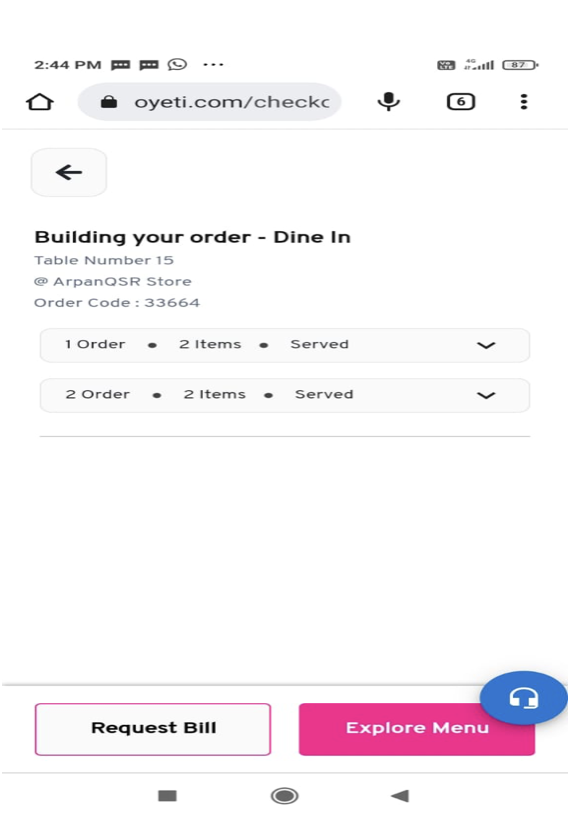 2:44 PM ...
4G 87
oyeti.com/checkc 6
Building your order - Dine In
Table Number 15
@ ArpanQSR Store
Order Code : 33664
1 Order • 2 Items • Served
2 Order • 2 Items • Served
Request Bill Explore Menu